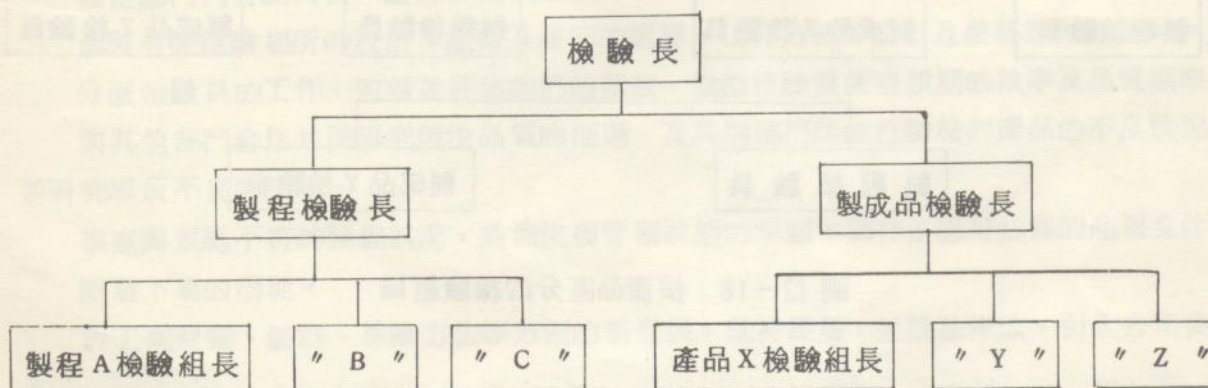 檢驗長
製程檢驗長
製成品檢驗長
製程A檢驗組長
〃 B 〃
〃 C 〃
產品X檢驗組長
〃 Y 〃
〃 Z 〃